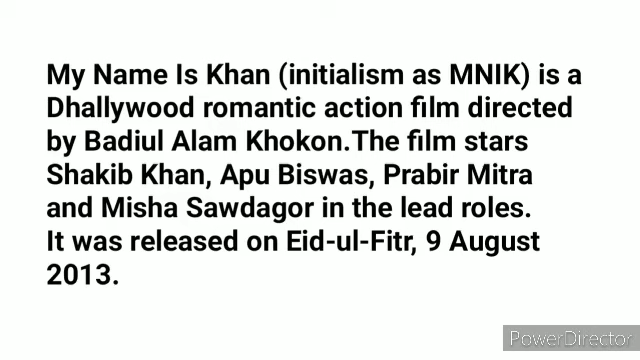 My Name Is Khan (initialism as MNIK) is a
Dhallywood romantic action film directed
by Badiul Alam Khokon.The film stars
Shakib Khan, Apu Biswas, Prabir Mitra
and Misha Sawdagor in the lead roles.
It was released on Eid-ul-Fitr, 9 August
2013.
PowerDirector